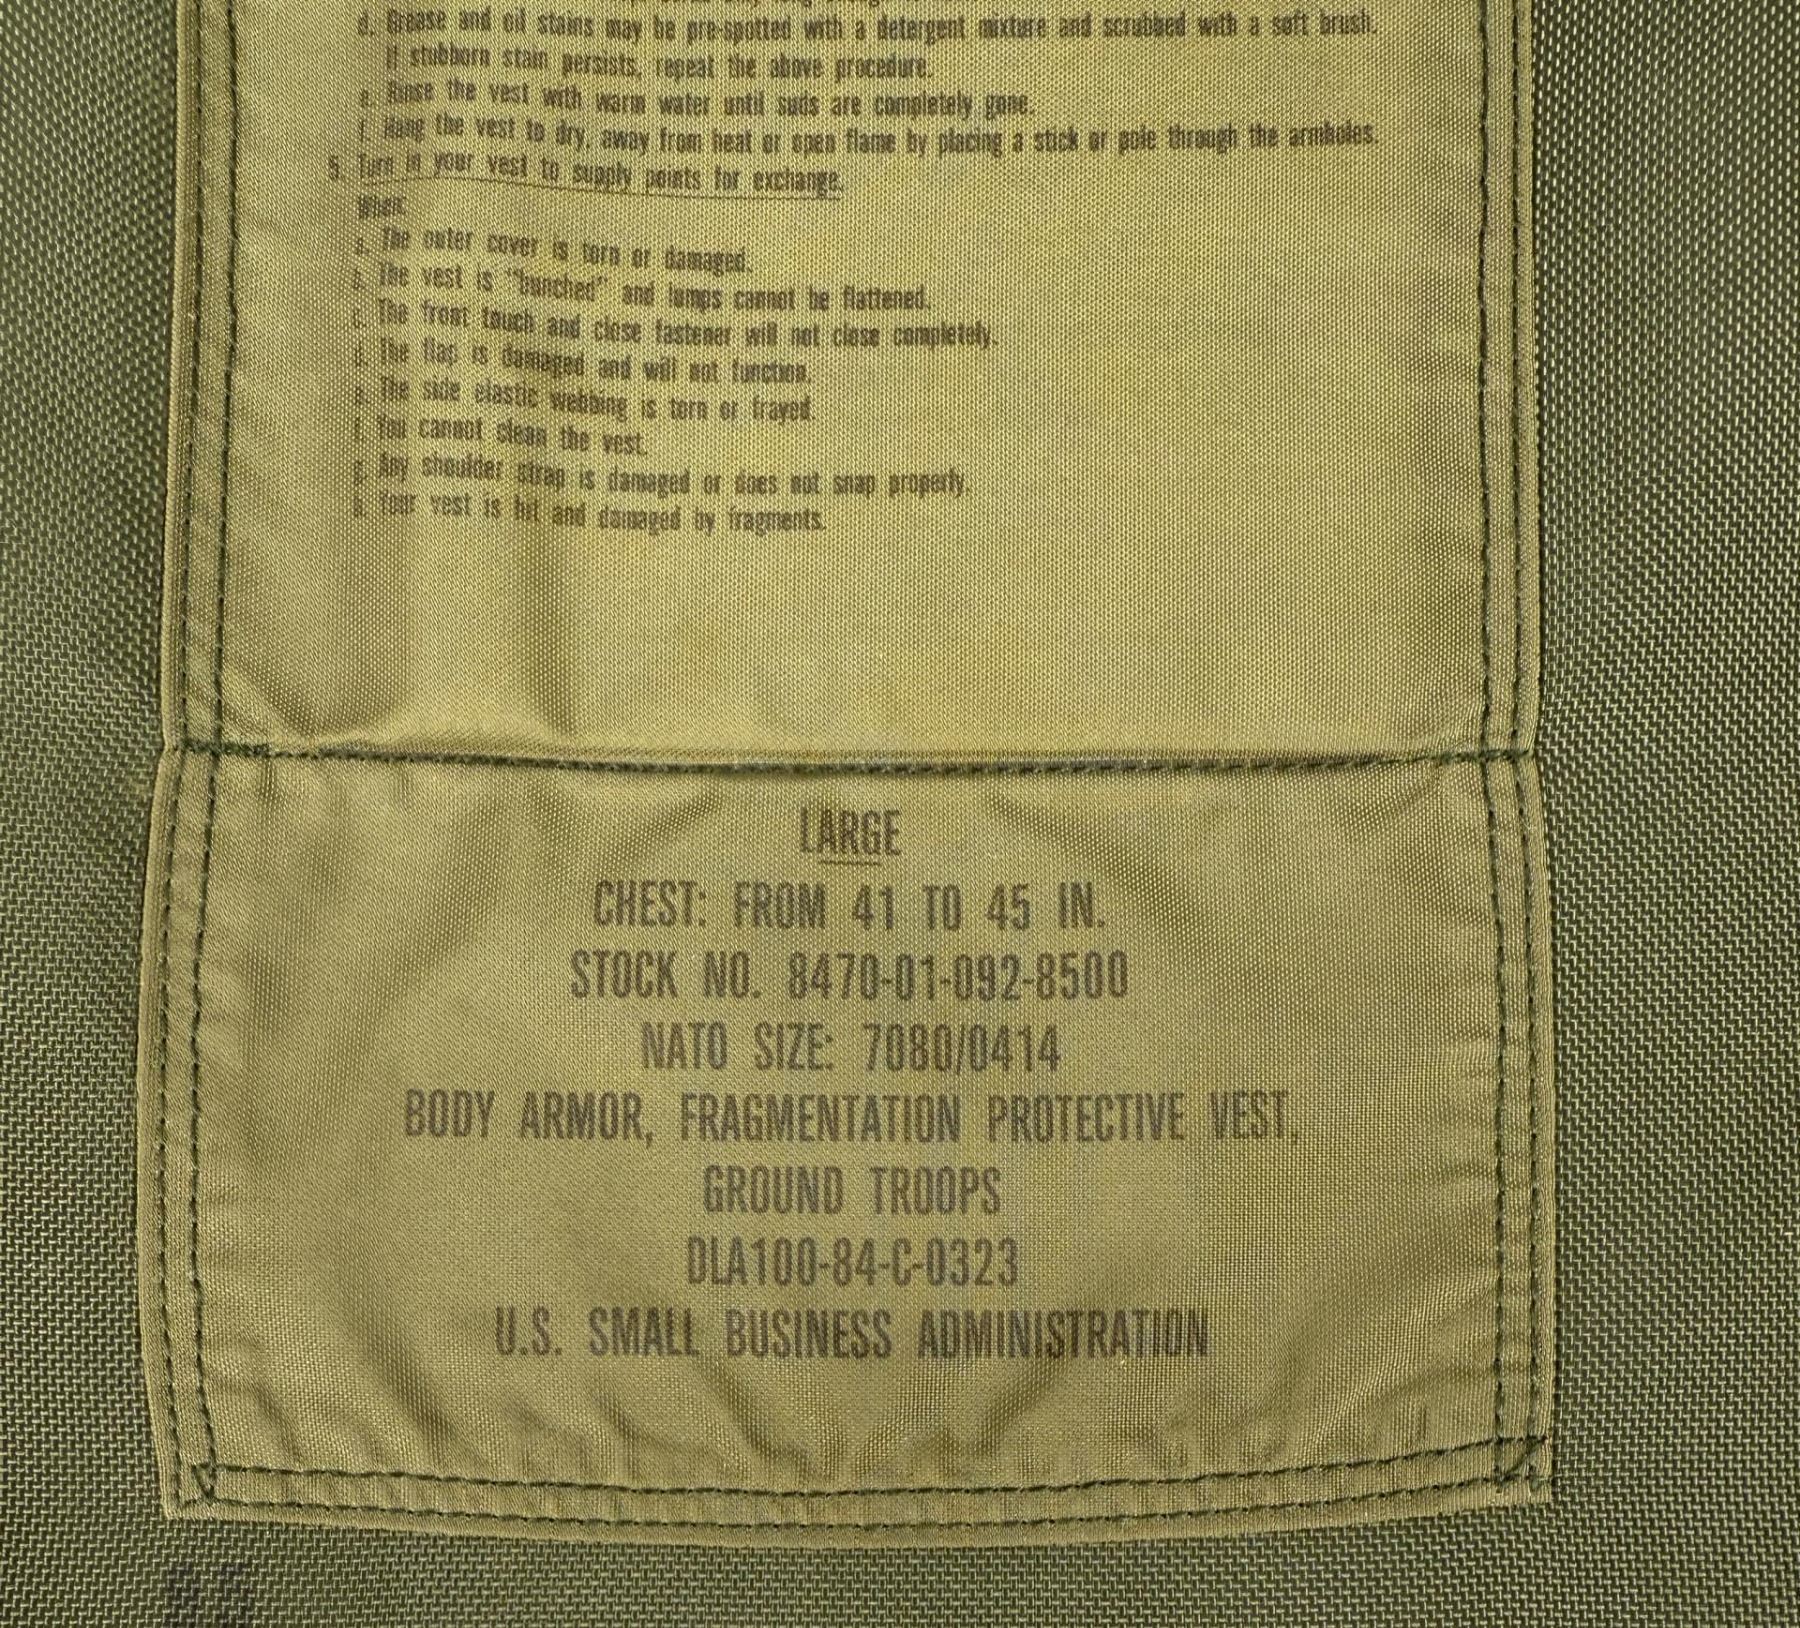 d. Grease and oil stains may be pre-spotted with a detergent mixture and scrubbed with a soft brush.
If stubborn stain persists, repeat the above procedure.
e. Rinse the vest with warm water until suds are completely gone.
f. Hang the vest to dry, away from heat or open flame by placing a stick or pole through the armholes.
5. Turn in your vest to supply points for exchange.
When:
a. The outer cover is torn or damaged.
b. The vest is "bunched" and lumps cannot be flattened.
c. The front touch and close fastener will not close completely.
d. The flap is damaged and will not function.
e. The side elastic webbing is torn or frayed.
f. You cannot clean the vest.
g. Any shoulder strap is damaged or does not snap properly.
h. Your vest is hit and damaged by fragments.
LARGE
CHEST: FROM 41 TO 45 IN.
STOCK NO. 8470-01-092-8500
NATO SIZE: 7080/0414
BODY ARMOR, FRAGMENTATION PROTECTIVE VEST,
GROUND TROOPS
DLA100-84-C-0323
U.S. SMALL BUSINESS ADMINISTRATION